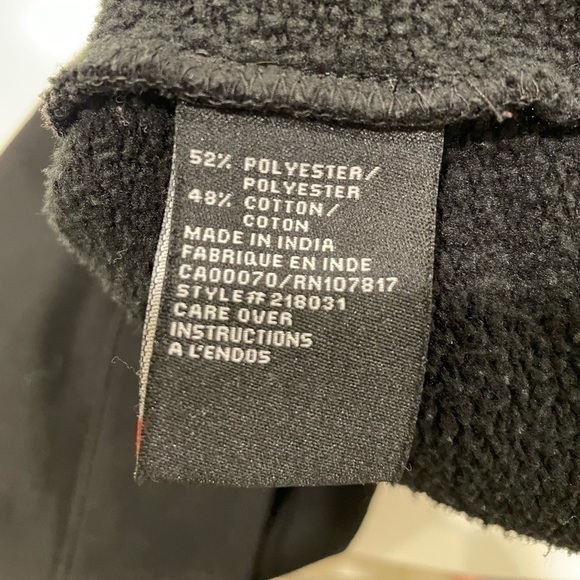 52% POLYESTER/
POLYESTER
48% COTTON/
COTON
MADE IN INDIA
FABRIQUE EN INDE
CA00070/RN107817
STYLE# 218031
CARE OVER
INSTRUCTIONS
A L'ENDOS